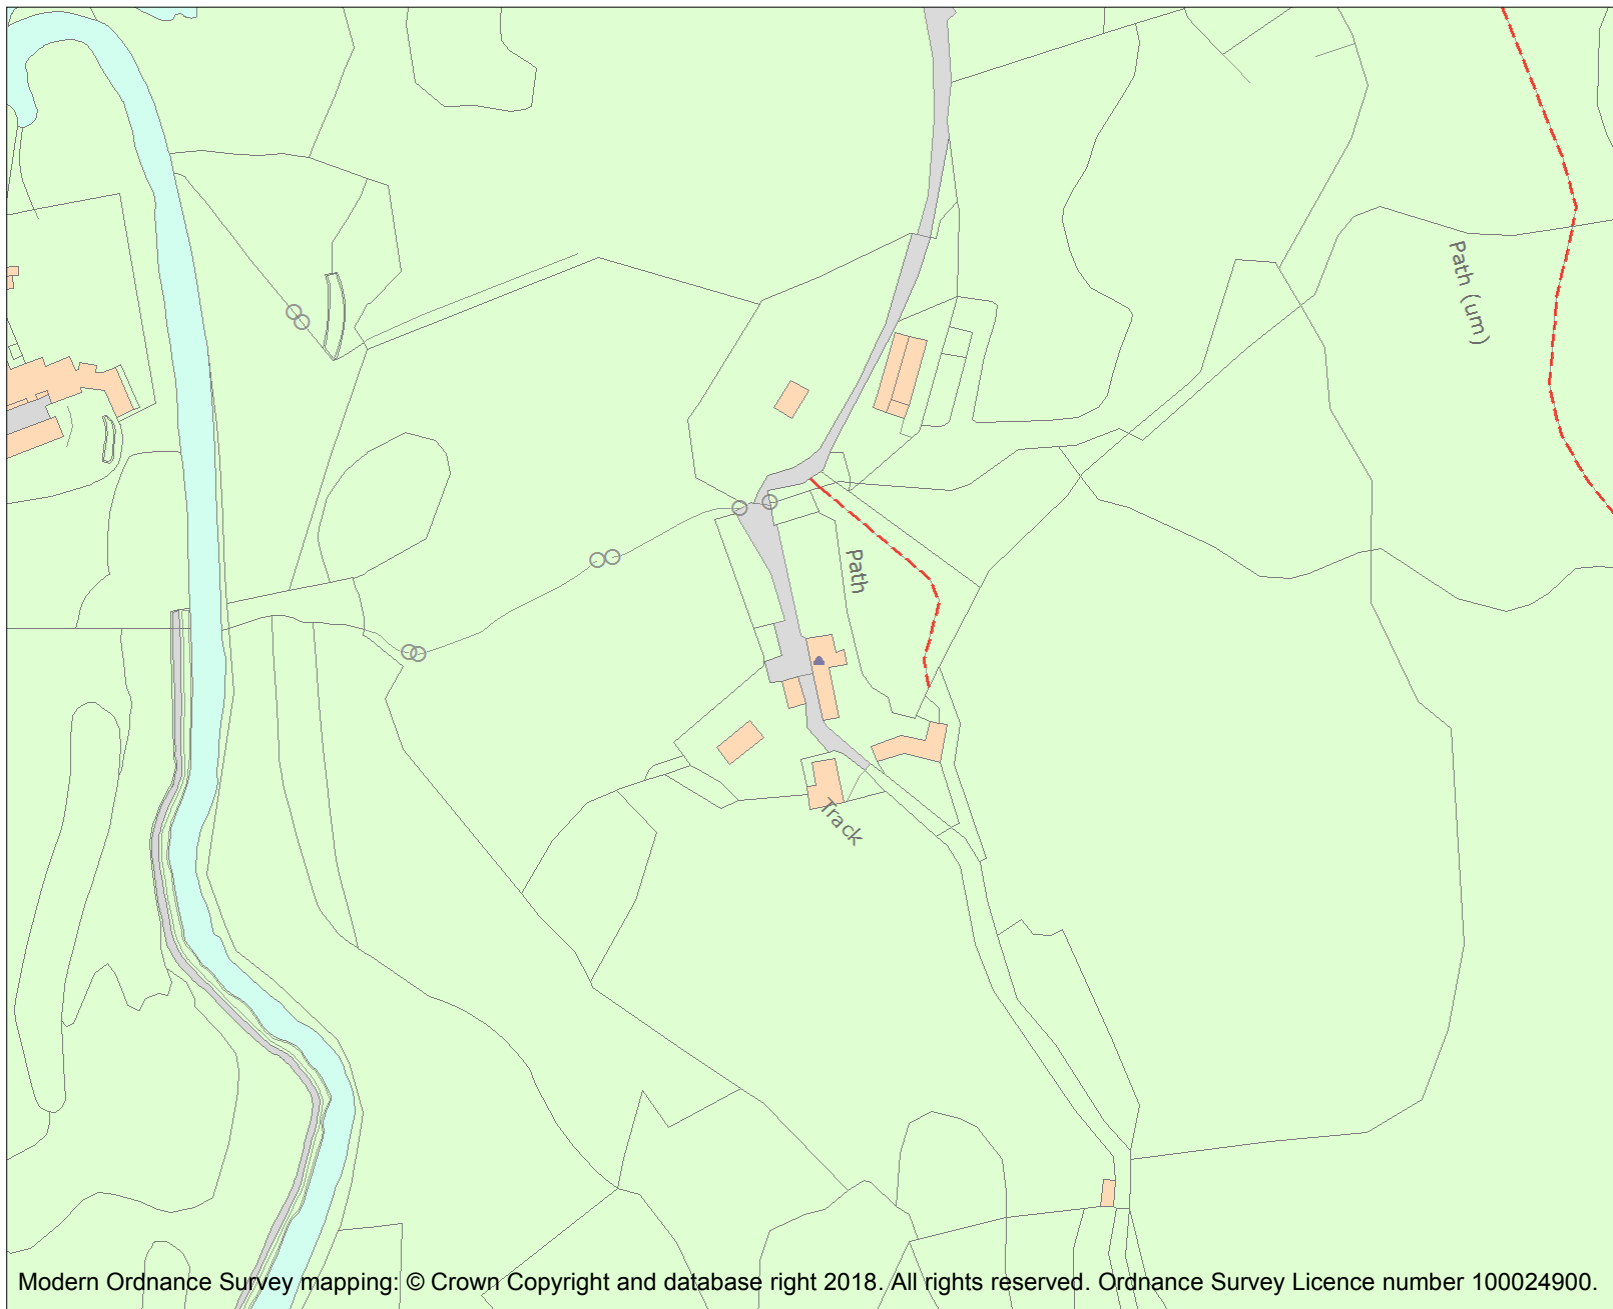 Path (um)
Path
Track
Modern Ordnance Survey mapping: © Crown Copyright and database right 2018. All rights reserved. Ordnance Survey Licence number 100024900.